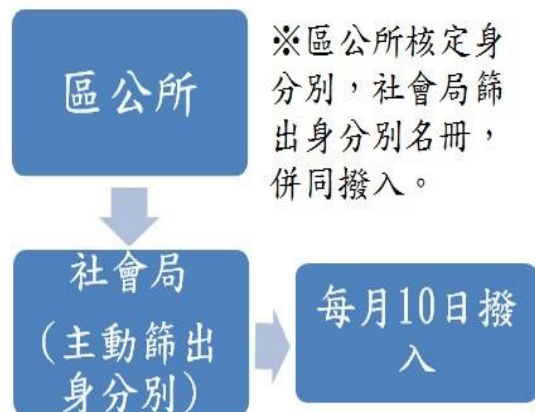 區公所
※區公所核定身
分別，社會局篩
出身分別名冊，
併同撥入。
社會局
(主動篩出
身分別)
每月10日撥
入